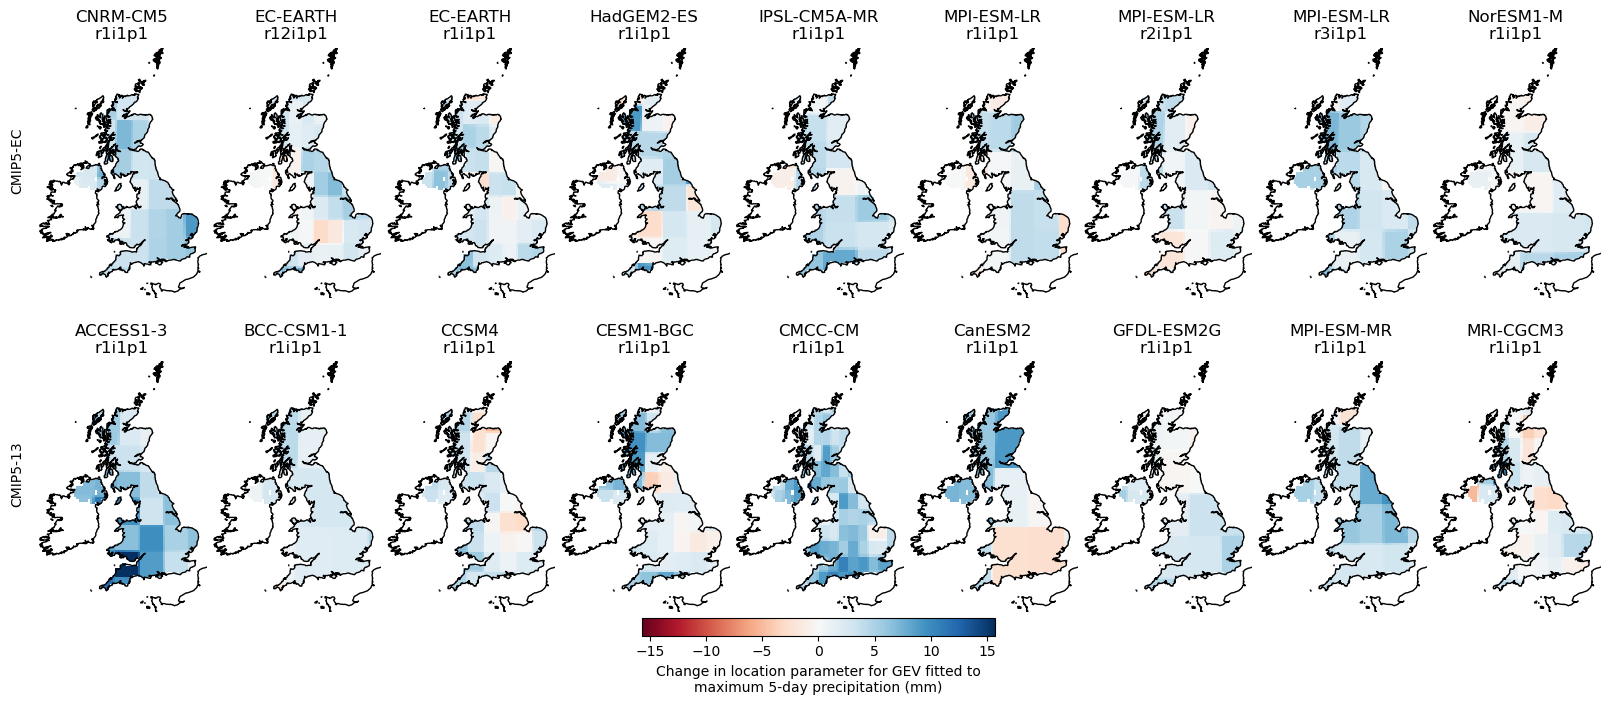 CNRM-CM5 EC-EARTH EC-EARTH HadGEM2-ES IPSL-CM5A-MR MPI-ESM-LR MPI-ESM-LR MPI-ESM-LR NorESM1-M
r1i1p1 r12i1p1 r1i1p1 r1i1p1 r1i1p1 r1i1p1 r2i1p1 r3i1p1 r1i1p1
CMIP5-EC
ACCESS1-3 BCC-CSM1-1 CCSM4 CESM1-BGC CMCC-CM CanESM2 GFDL-ESM2G MPI-ESM-MR MRI-CGCM3
r1i1p1 r1i1p1 r1i1p1 r1i1p1 r1i1p1 r1i1p1 r1i1p1 r1i1p1 r1i1p1
CMIP5-13
−15 −10 −5 0 5 10 15
Change in location parameter for GEV fitted to
maximum 5-day precipitation (mm)